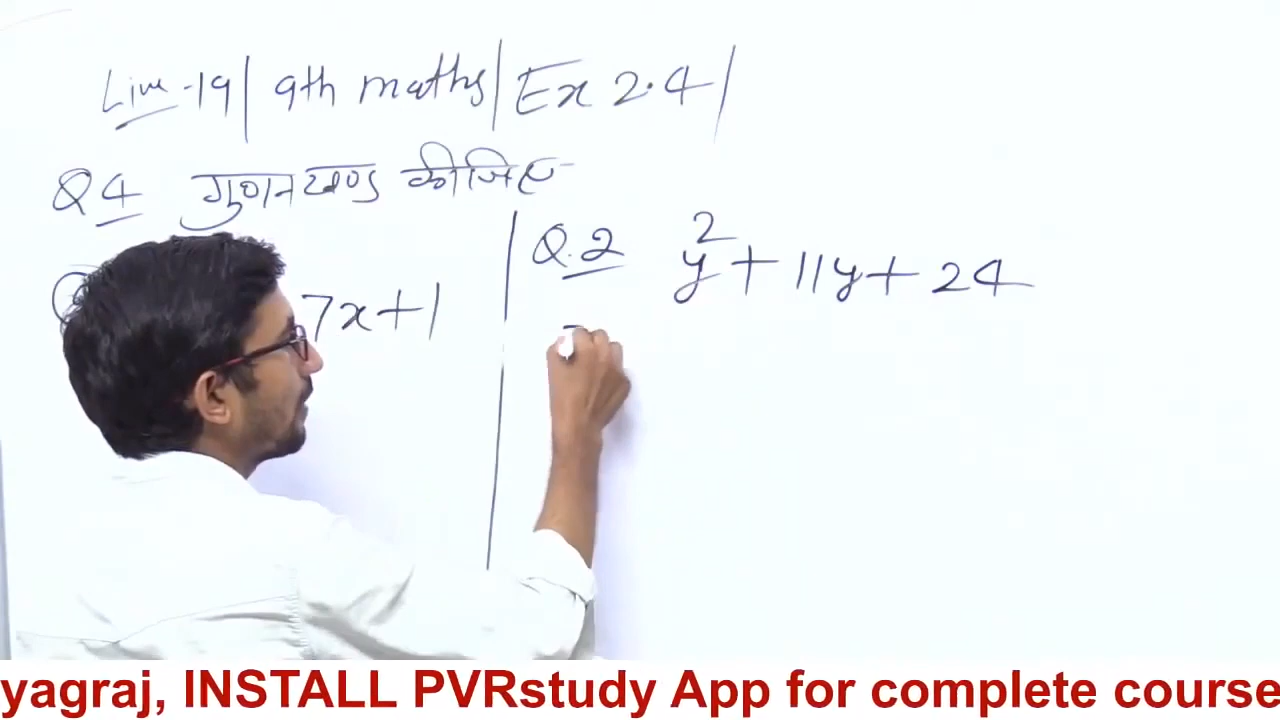 Live-19 | 9th maths | Ex 2.4 |
Q 4 गुणनखण्ड कीजिए
7x+1
Q.2 y² + 11y + 24
yagraj, INSTALL PVRstudy App for complete course